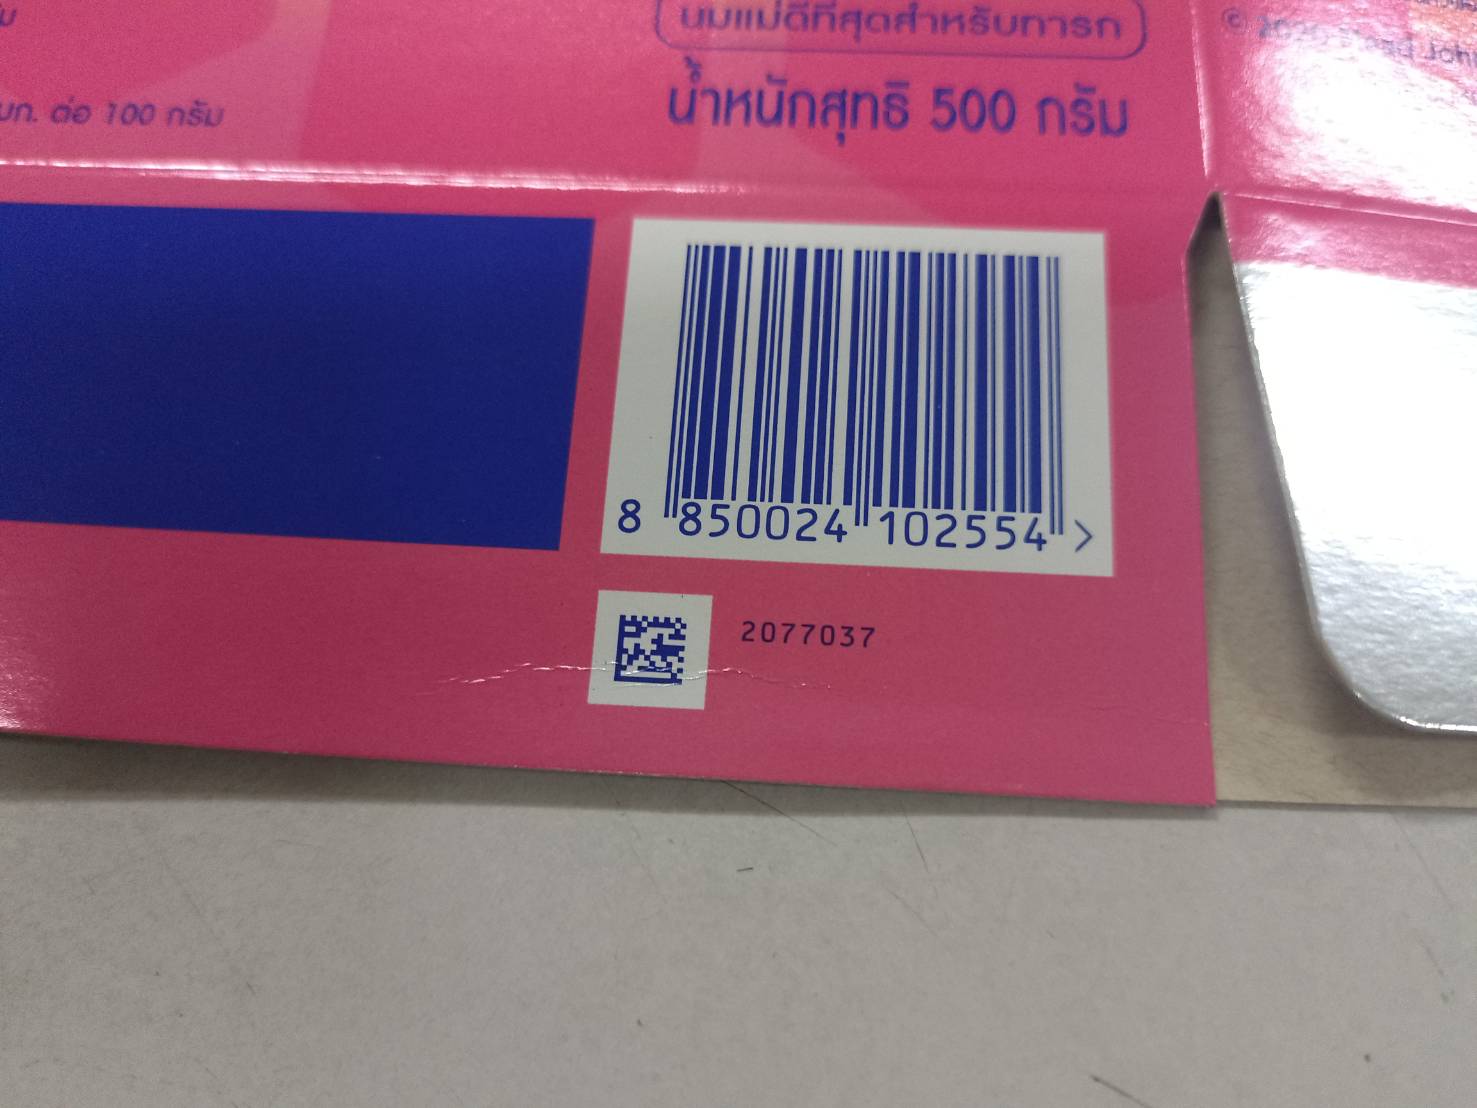 นมแม่ดีที่สุดสำหรับทารก
น้ำหนักสุทธิ 500 กรัม
มก. ต่อ 100 กรัม
8 850024 102554 >
2077037